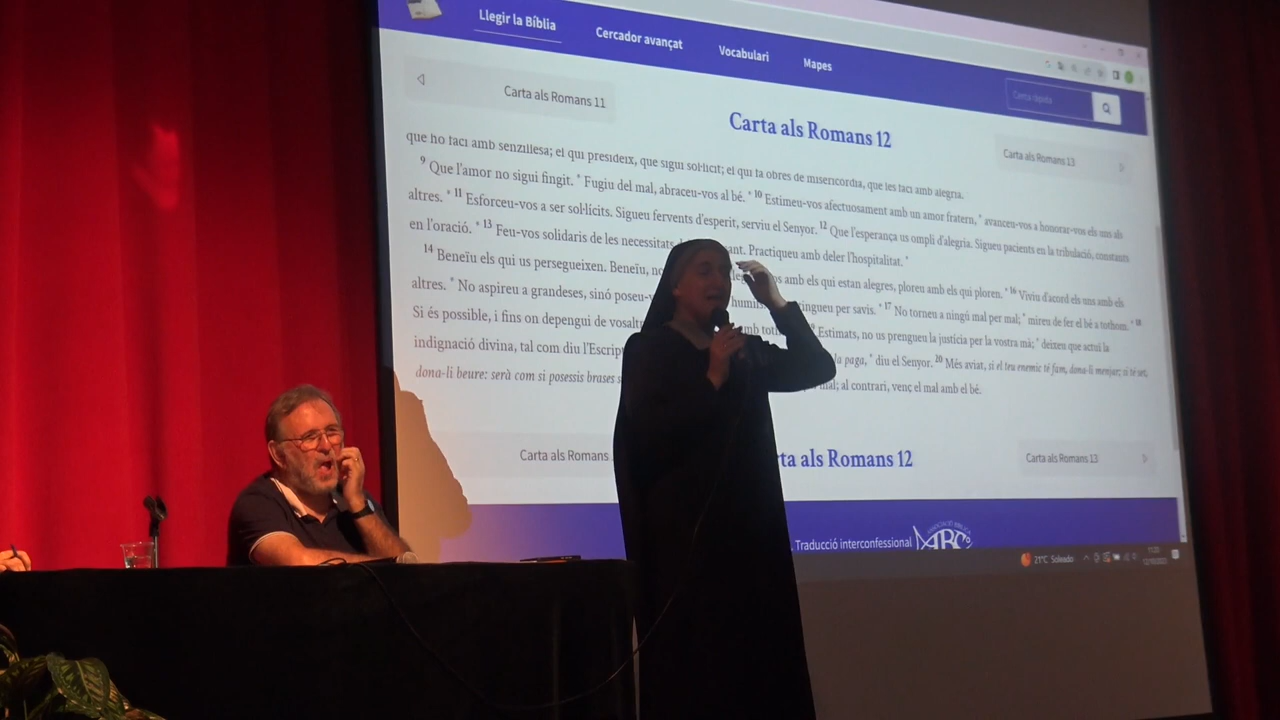 Llegir la Bíblia
Cercador avançat
Vocabulari
Mapes
Carta als Romans 11
Carta als Romans 12
Carta als Romans 13
que ho faci amb senzillesa; el qui presideix, que sigui sol·lícit; el qui fa obres de misericòrdia, que les faci amb alegria.
9 Que l'amor no sigui fingit. * Fugiu del mal, abraceu-vos al bé. * 10 Estimeu-vos afectuosament amb un amor fratern, * avanceu-vos a honorar-vos els uns als
altres. * 11 Esforceu-vos a ser sol·lícits. Sigueu fervents d'esperit, serviu el Senyor. 12 Que l'esperança us ompli d'alegria. Sigueu pacients en la tribulació, constants
en l'oració. * 13 Feu-vos solidaris de les necessitats ant. Practiqueu amb deler l'hospitalitat. *
14 Beneïu els qui us persegueixen. Beneïu, no os amb els qui estan alegres, ploreu amb els qui ploren. * 16 Viviu d'acord els uns amb els
altres. * No aspireu a grandeses, sinó poseu-v humils tingueu per savis. * 17 No torneu a ningú mal per mal; * mireu de fer el bé a tothom. * 18
Si és possible, i fins on depengui de vosaltr amb toth Estimats, no us prengueu la justícia per la vostra mà; * deixeu que actuï la
indignació divina, tal com diu l'Escrip la paga, * diu el Senyor. 20 Més aviat, si el teu enemic té fam, dona-li menjar; si té set,
dona-li beure: serà com si posessis brases s mal; al contrari, venç el mal amb el bé.
Carta als Romans
rta als Romans 12
Carta als Romans 13
Traducció interconfessional
21°C Soleado